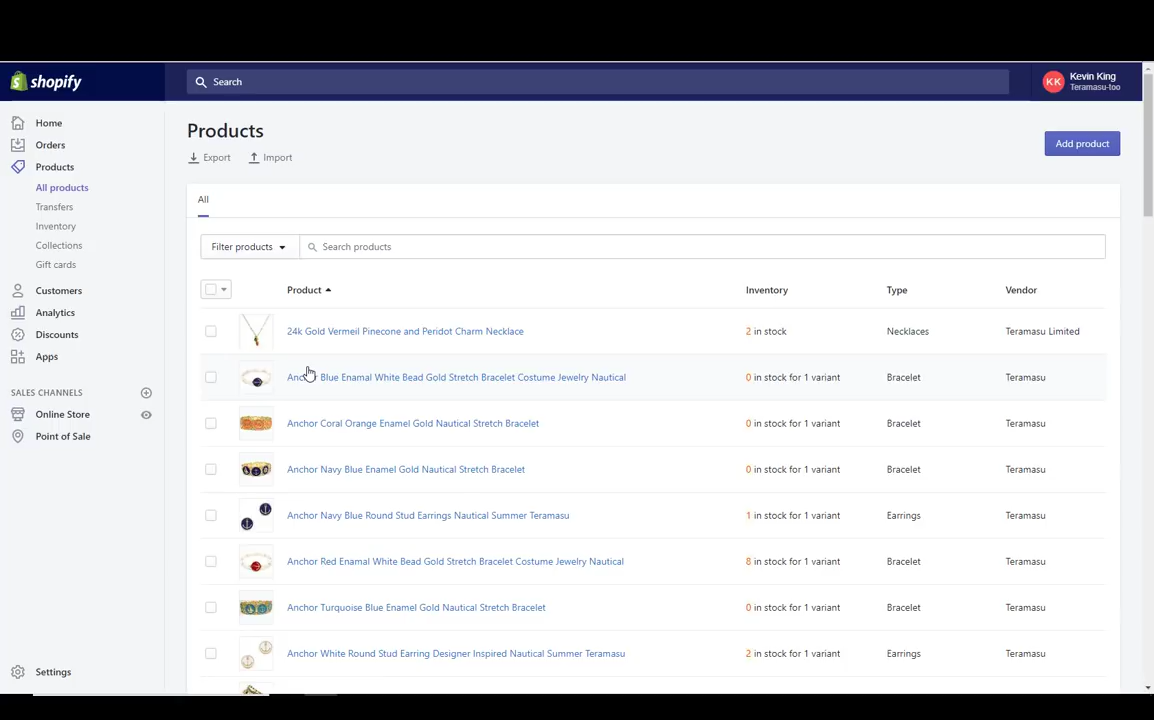 shopify
Search
KK
Kevin King
Teramasu-too
Home
Orders
Products
All products
Transfers
Inventory
Collections
Gift cards
Customers
Analytics
Discounts
Apps
SALES CHANNELS
Online Store
Point of Sale
Settings
Products
Export Import
Add product
All
Filter products Search products
Product Inventory Type Vendor
24k Gold Vermeil Pinecone and Peridot Charm Necklace 2 in stock Necklaces Teramasu Limited
Blue Enamal White Bead Gold Stretch Bracelet Costume Jewelry Nautical 0 in stock for 1 variant Bracelet Teramasu
Anchor Coral Orange Enamel Gold Nautical Stretch Bracelet 0 in stock for 1 variant Bracelet Teramasu
Anchor Navy Blue Enamel Gold Nautical Stretch Bracelet 0 in stock for 1 variant Bracelet Teramasu
Anchor Navy Blue Round Stud Earrings Nautical Summer Teramasu 1 in stock for 1 variant Earrings Teramasu
Anchor Red Enamal White Bead Gold Stretch Bracelet Costume Jewelry Nautical 8 in stock for 1 variant Bracelet Teramasu
Anchor Turquoise Blue Enamel Gold Nautical Stretch Bracelet 0 in stock for 1 variant Bracelet Teramasu
Anchor White Round Stud Earring Designer Inspired Nautical Summer Teramasu 2 in stock for 1 variant Earrings Teramasu